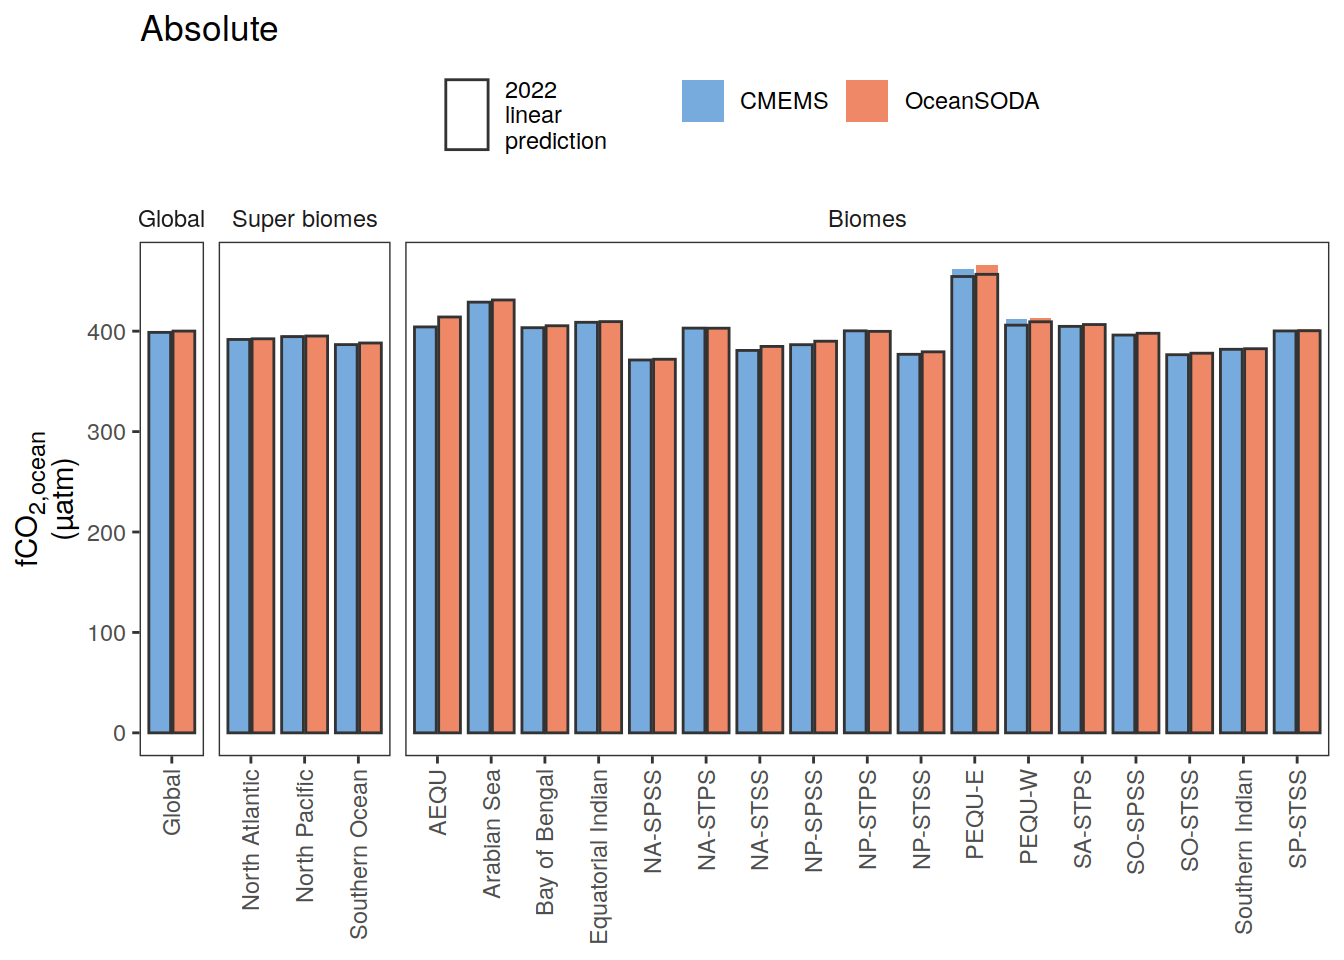 Absolute
2022
linear
prediction
CMEMS
OceanSODA
Global
Super biomes
Biomes
fCO2,ocean
(µatm)
400
300
200
100
0
Global
North Atlantic
North Pacific
Southern Ocean
AEQU
Arabian Sea
Bay of Bengal
Equatorial Indian
NA-SPSS
NA-STPS
NA-STSS
NP-SPSS
NP-STPS
NP-STSS
PEQU-E
PEQU-W
SA-STPS
SO-SPSS
SO-STSS
Southern Indian
SP-STSS